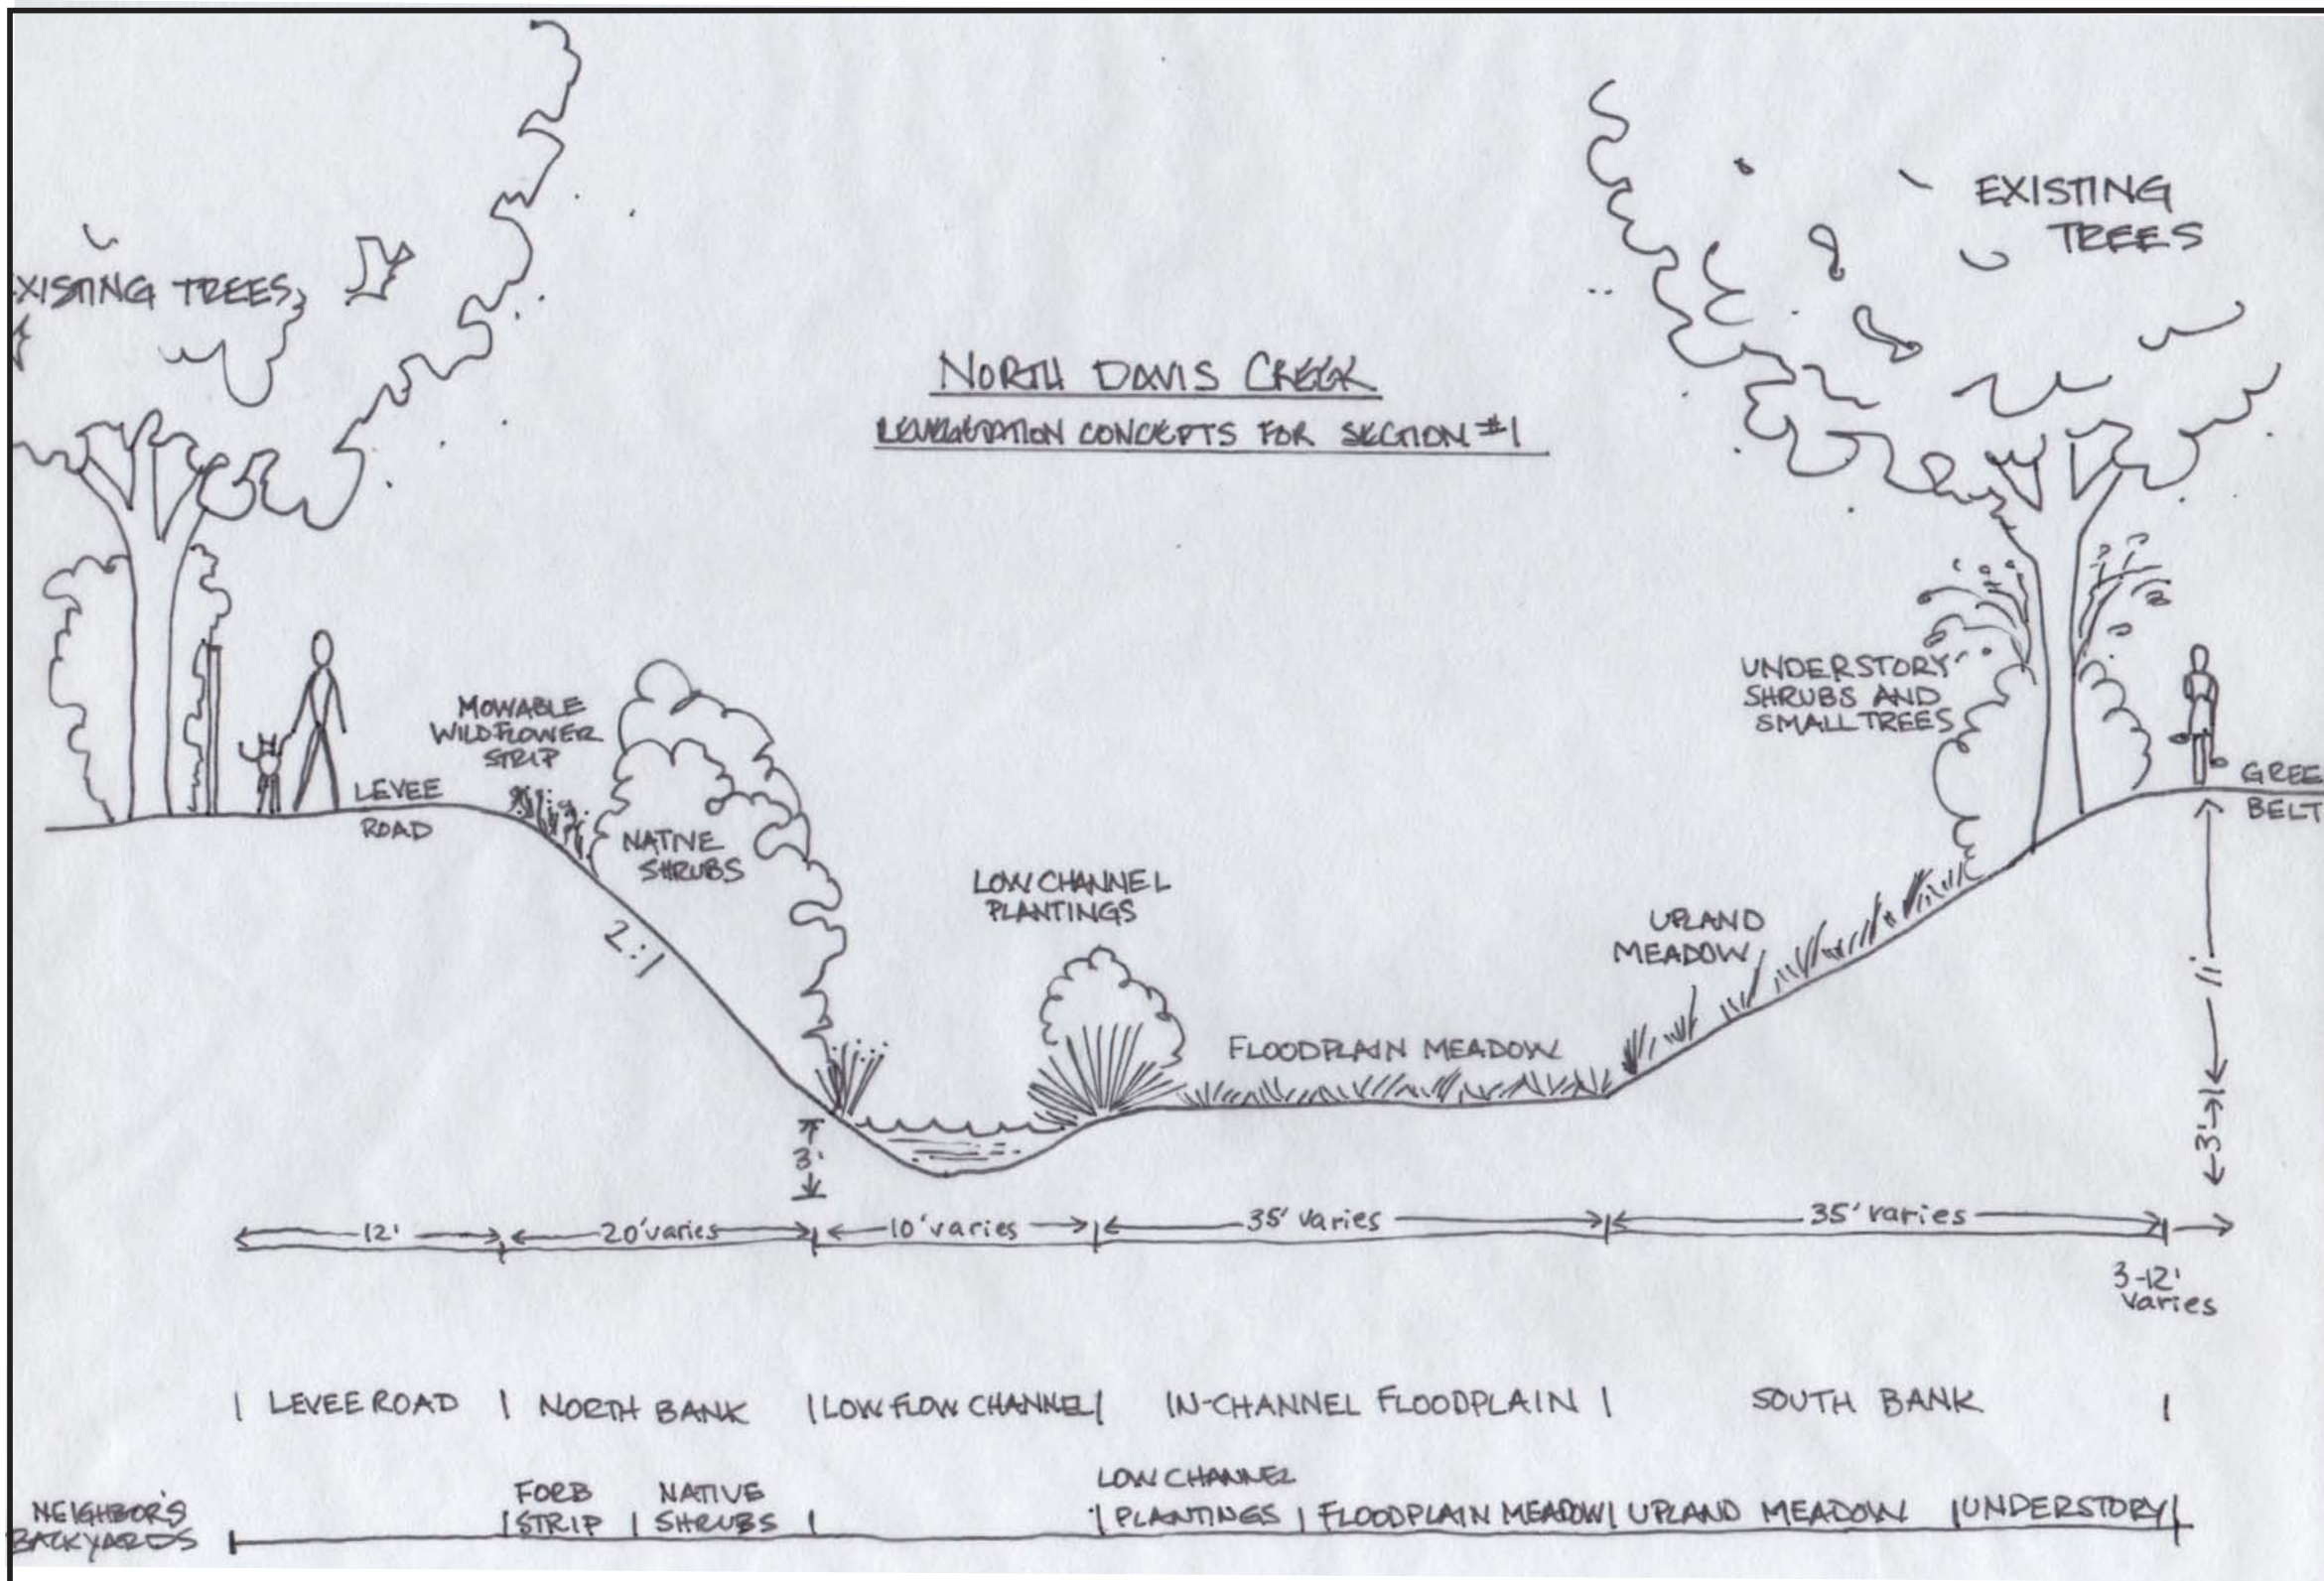 EXISTING
TREES
XISTING TREES
NORTH DAVIS CREEK
REVEGETATION CONCEPTS FOR SECTION #1
UNDERSTORY
SHRUBS AND
SMALL TREES
MOWABLE
WILDFLOWER
STRIP
LEVEE
ROAD
GREE
BELT
NATIVE
SHRUBS
LOW CHANNEL
PLANTINGS
2:1
UPLAND
MEADOW
11'
FLOODPLAIN MEADOW
3'
3'
12'
20' varies
10' varies
35' varies
35' varies
3-12'
varies
LEVEE ROAD | NORTH BANK | LOW FLOW CHANNEL | IN-CHANNEL FLOODPLAIN | SOUTH BANK
NEIGHBOR'S
BACKYARDS
FORB
STRIP
NATIVE
SHRUBS
LOW CHANNEL
PLANTINGS | FLOODPLAIN MEADOW | UPLAND MEADOW | UNDERSTORY